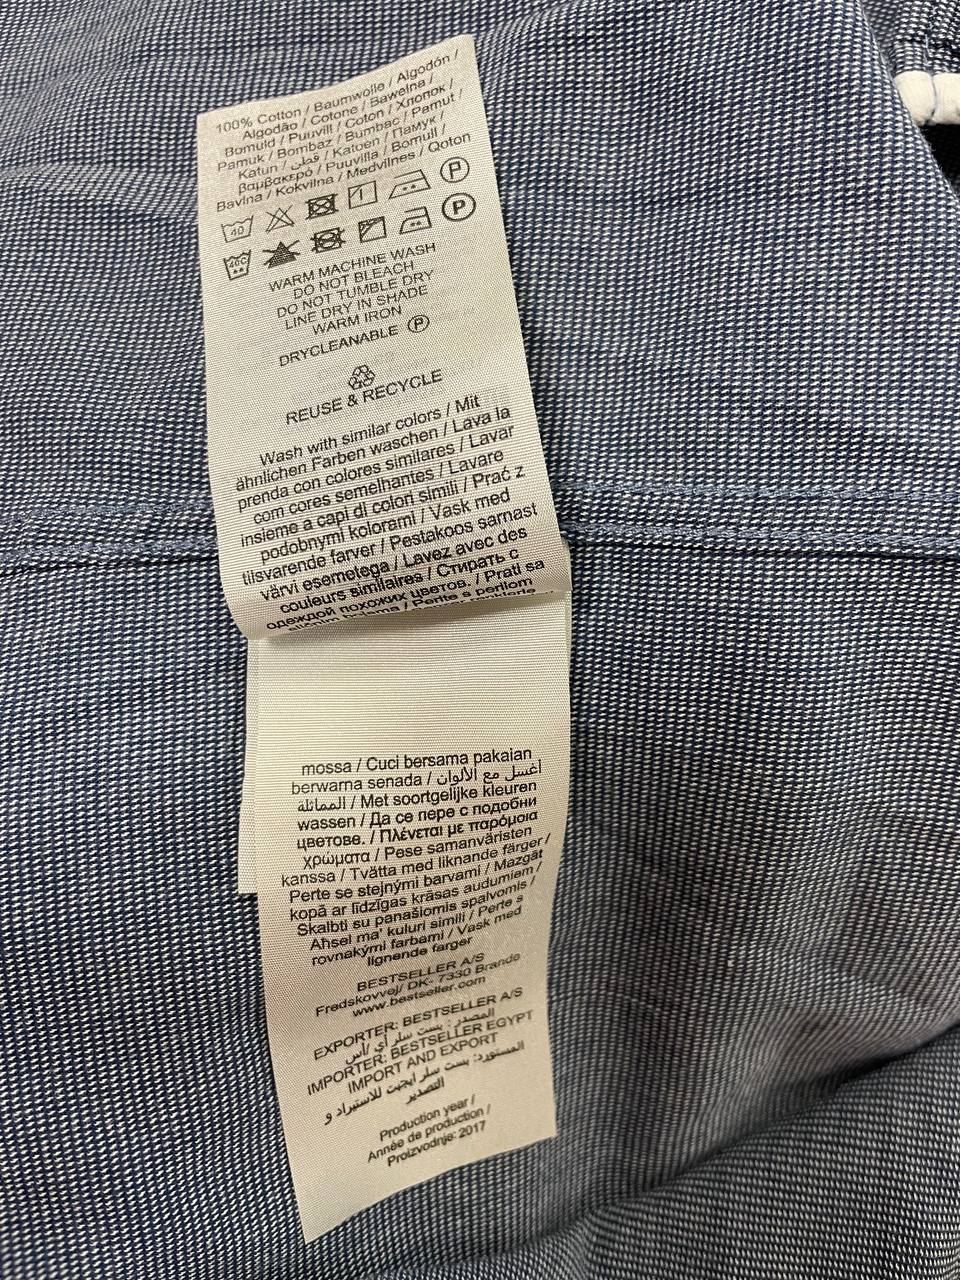 100% Cotton / Baumwolle / Algodón /
Algodão / Cotone / Bawełna /
Bomuld / Puuvill / Coton / Хлопок /
Pamuk / Bombaz / Bumbac / Pamut /
Katun / قطن / Katoen / Памук /
Βαμβακερό / Puuvilla / Bomull /
Bavlna / Kokvilna / Medvilnes / Qoton
40 P
40C P
WARM MACHINE WASH
DO NOT BLEACH
DO NOT TUMBLE DRY
LINE DRY IN SHADE
WARM IRON
DRYCLEANABLE P
REUSE & RECYCLE
Wash with similar colors / Mit
ähnlichen Farben waschen / Lava la
prenda con colores similares / Lavar
com cores semelhantes / Lavare
insieme a capi di colori simili / Prać z
podobnymi kolorami / Vask med
tilsvarende farver / Pestakoos sarnast
värvi esemetega / Lavez avec des
couleurs similaires / Стирать с
одеждой похожих цветов. / Prati sa
sličnim bojama / Perite s perilom
mossa / Cuci bersama pakaian
berwarna senada / اغسل مع الألوان
المماثلة / Met soortgelijke kleuren
wassen / Да се пере с подобни
цветове. / Πλένεται με παρόμοια
χρώματα / Pese samanväristen
kanssa / Tvätta med liknande färger /
Perte se stejnými barvami / Mazgāt
kopā ar līdzīgas krāsas audumiem /
Skalbti su panašiomis spalvomis /
Aħsel ma' kuluri simili / Perte s
rovnakými farbami / Vask med
lignende farger
BESTSELLER A/S
Fredskovvej/ DK- 7330 Brande
www.bestseller.com
EXPORTER: BESTSELLER A/S
المصدر: بست سلر أي /أس
IMPORTER: BESTSELLER EGYPT
IMPORT AND EXPORT
المستورد: بست سلر ايجيبت للاستيراد و
التصدير
Production year /
Année de production /
Proizvodnje: 2017